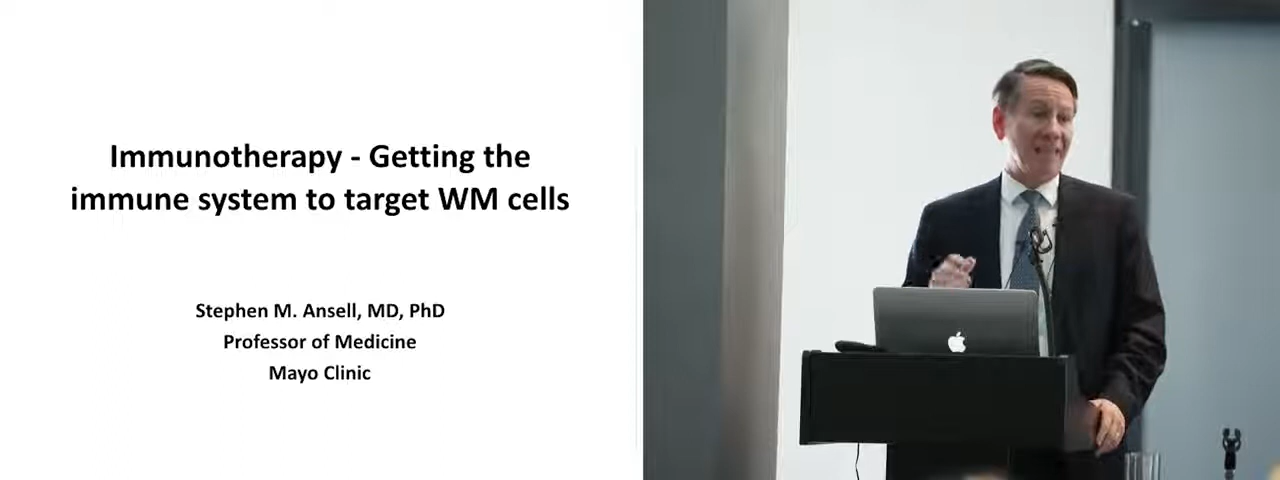 Immunotherapy - Getting the
immune system to target WM cells
Stephen M. Ansell, MD, PhD
Professor of Medicine
Mayo Clinic